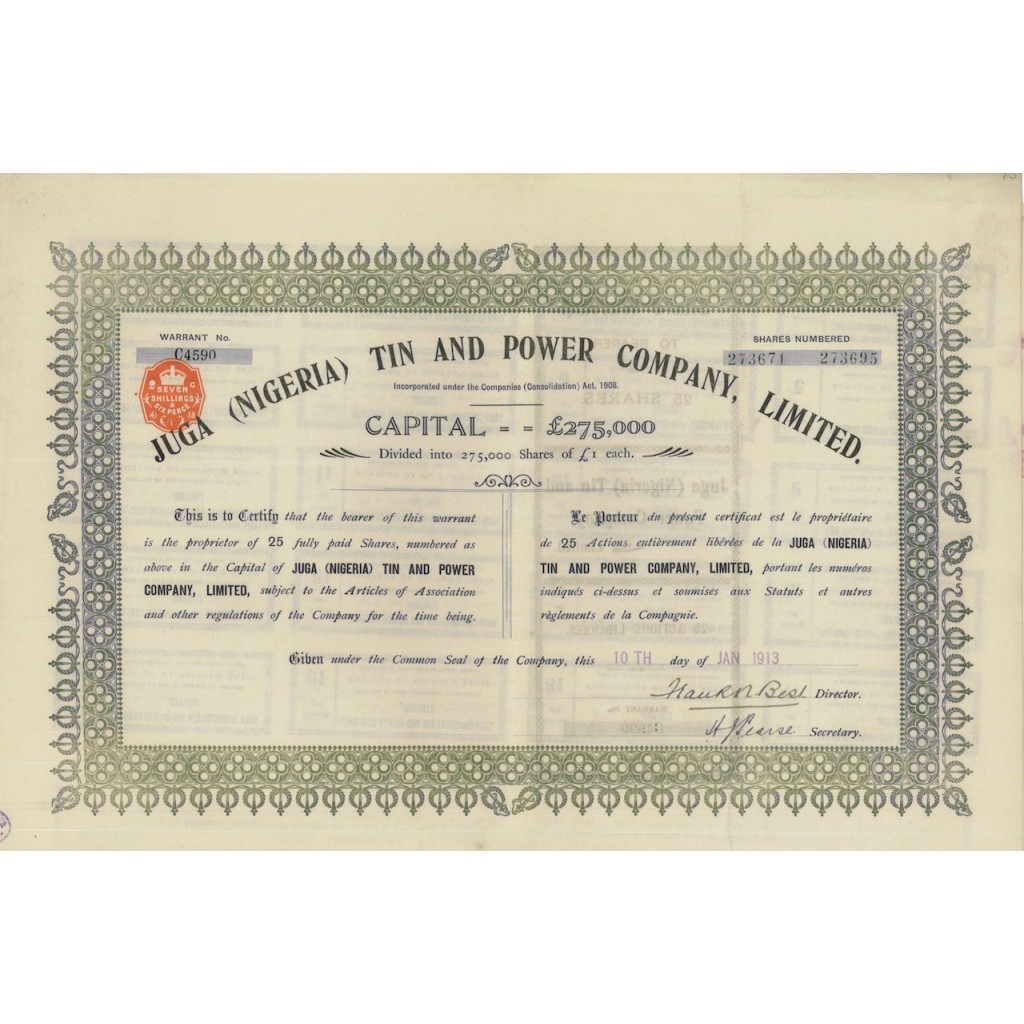 WARRANT No.
C4590
SHARES NUMBERED
273671 273695
SEVEN
SHILLINGS
& SIX PENCE
JUGA (NIGERIA) TIN AND POWER COMPANY, LIMITED.
Incorporated under the Companies (Consolidation) Act, 1908.
CAPITAL = = £275,000
Divided into 275,000 Shares of £1 each.
This is to Certify that the bearer of this warrant
is the proprietor of 25 fully paid Shares, numbered as
above in the Capital of JUGA (NIGERIA) TIN AND POWER
COMPANY, LIMITED, subject to the Articles of Association
and other regulations of the Company for the time being.
Le Porteur du présent certificat est le propriétaire
de 25 Actions entièrement libérées de la JUGA (NIGERIA)
TIN AND POWER COMPANY, LIMITED, portant les numéros
indiqués ci-dessus et soumises aux Statuts et autres
règlements de la Compagnie.
Given under the Common Seal of the Company, this 10 TH day of JAN 1913
Best Director.
H J Pearse Secretary.